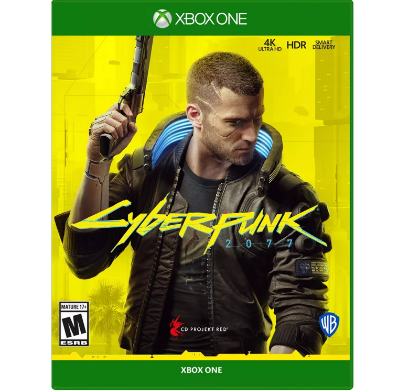 XBOX ONE
4K
ULTRA HD
HDR
SMART
DELIVERY
Cyberpunk
2077
MATURE 17+
M
ESRB
CD PROJEKT RED
WB
XBOX ONE